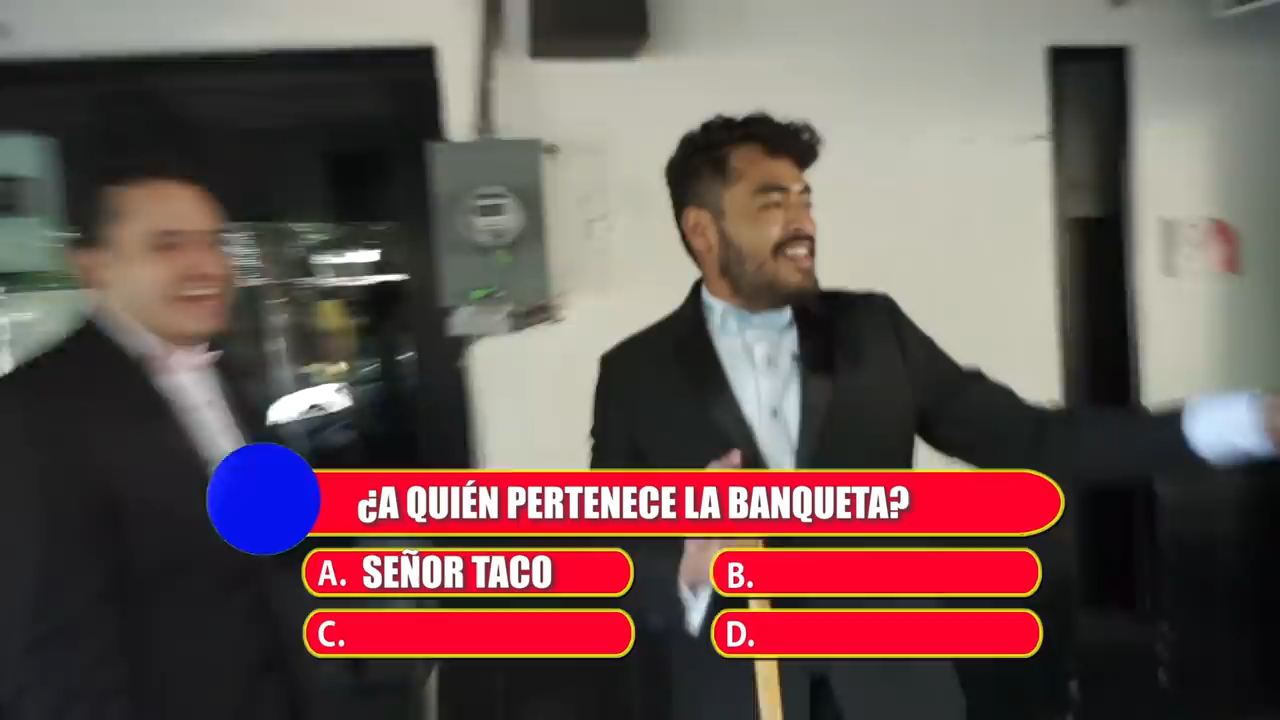 ¿A QUIÉN PERTENECE LA BANQUETA?
A. SEÑOR TACO
B.
C.
D.